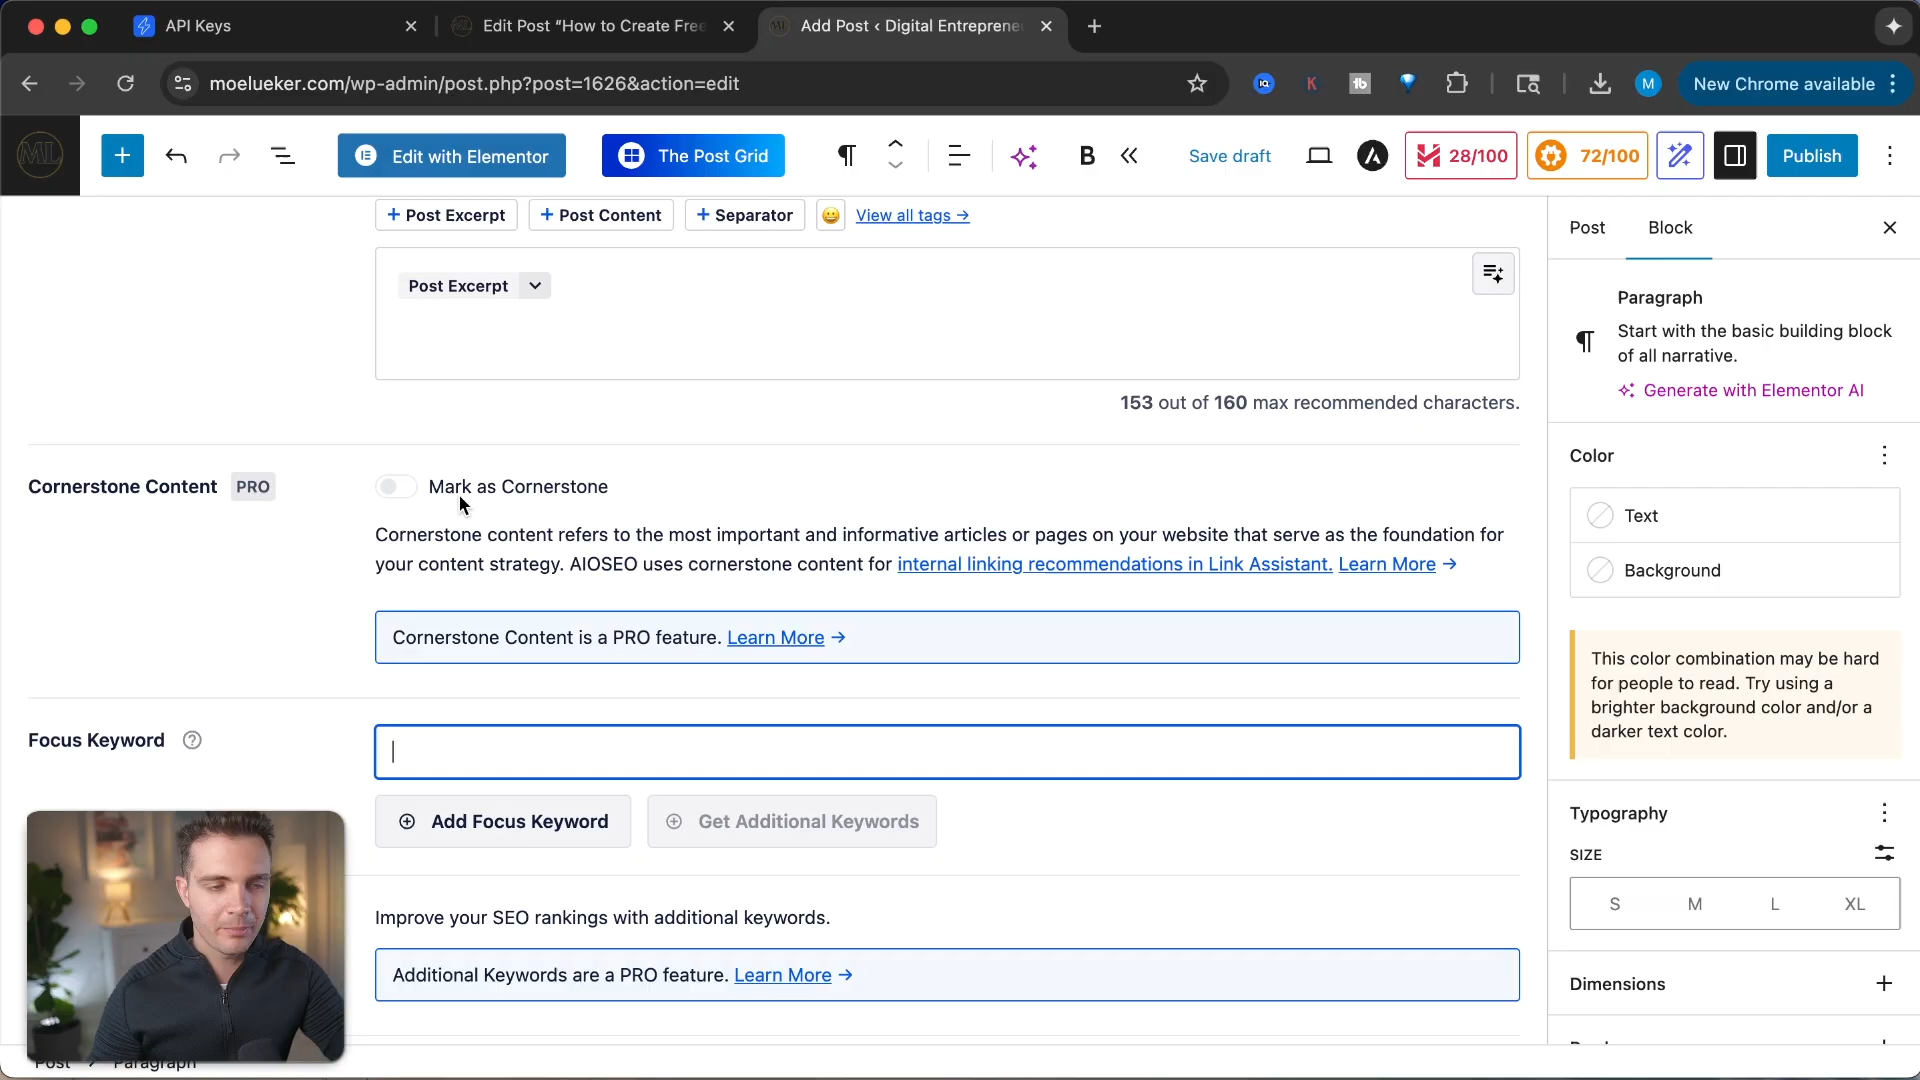 API Keys
Edit Post "How to Create Free
Add Post ‹ Digital Entreprene
moelueker.com/wp-admin/post.php?post=1626&action=edit
M
New Chrome available
ML
Edit with Elementor
The Post Grid
B
Save draft
28/100
72/100
Publish
+ Post Excerpt
+ Post Content
+ Separator
View all tags →
Post Excerpt
153 out of 160 max recommended characters.
Cornerstone Content PRO
Mark as Cornerstone
Cornerstone content refers to the most important and informative articles or pages on your website that serve as the foundation for
your content strategy. AIOSEO uses cornerstone content for internal linking recommendations in Link Assistant. Learn More →
Cornerstone Content is a PRO feature. Learn More →
Focus Keyword
Add Focus Keyword
Get Additional Keywords
Improve your SEO rankings with additional keywords.
Additional Keywords are a PRO feature. Learn More →
Post
Paragraph
Post
Block
Paragraph
Start with the basic building block
of all narrative.
Generate with Elementor AI
Color
Text
Background
This color combination may be hard
for people to read. Try using a
brighter background color and/or a
darker text color.
Typography
SIZE
S
M
L
XL
Dimensions